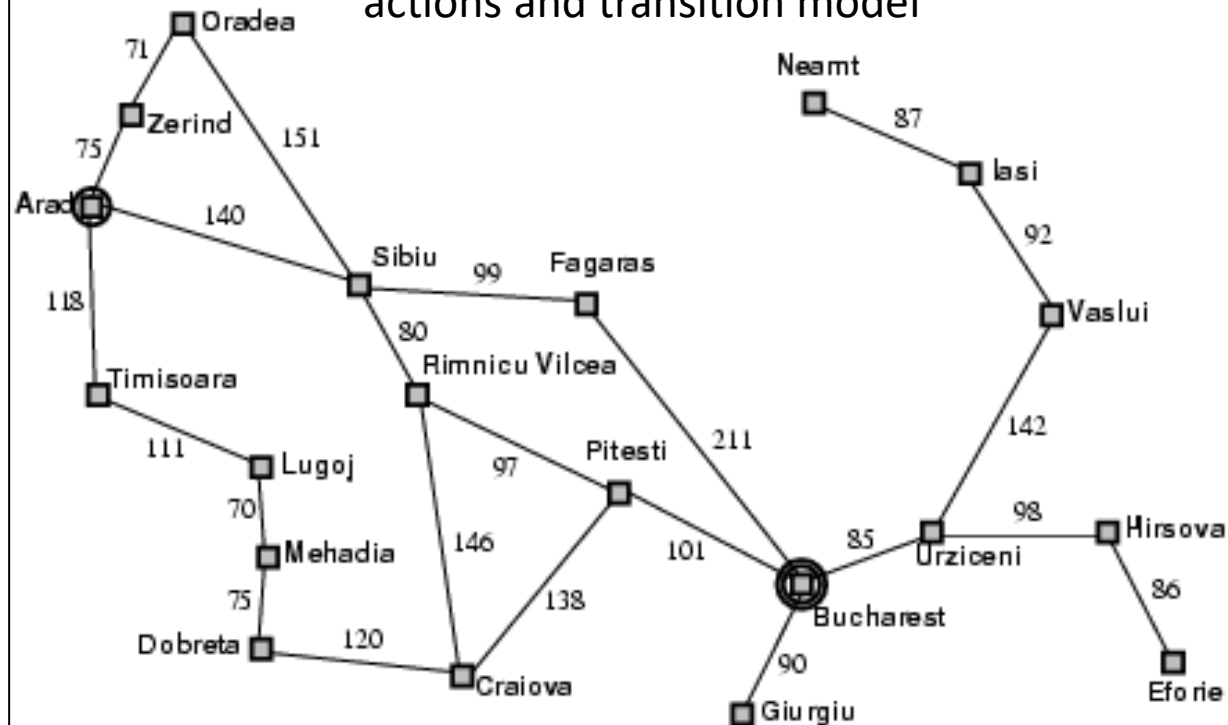 actions and transition model
Oradea
71
Neamt
Zerind
87
75
151
Iasi
Arad
140
92
Sibiu
99
Fagaras
118
80
Vaslui
Rimnicu Vilcea
Timisoara
142
111
211
Pitesti
Lugoj
97
70
98
Hirsova
146
101
85
Mehadia
Urziceni
75
138
86
Dobreta
120
Bucharest
90
Craiova
Eforie
Giurgiu